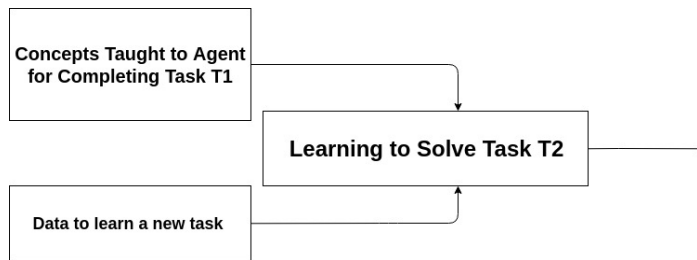 Concepts Taught to Agent
for Completing Task T1
Learning to Solve Task T2
Data to learn a new task